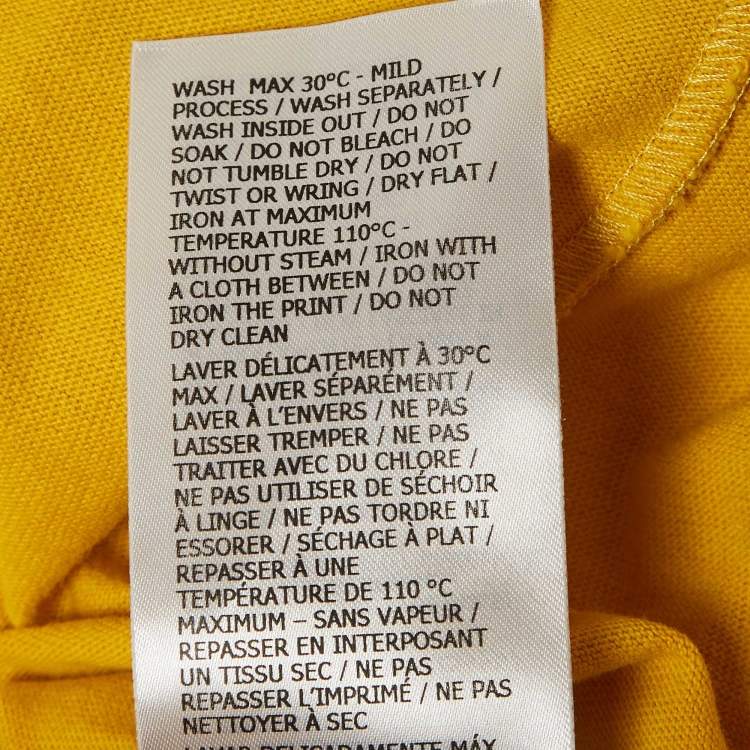 WASH MAX 30°C - MILD
PROCESS / WASH SEPARATELY /
WASH INSIDE OUT / DO NOT
SOAK / DO NOT BLEACH / DO
NOT TUMBLE DRY / DO NOT
TWIST OR WRING / DRY FLAT /
IRON AT MAXIMUM
TEMPERATURE 110°C -
WITHOUT STEAM / IRON WITH
A CLOTH BETWEEN / DO NOT
IRON THE PRINT / DO NOT
DRY CLEAN
LAVER DÉLICATEMENT À 30°C
MAX / LAVER SÉPARÉMENT /
LAVER À L'ENVERS / NE PAS
LAISSER TREMPER / NE PAS
TRAITER AVEC DU CHLORE /
NE PAS UTILISER DE SÉCHOIR
À LINGE / NE PAS TORDRE NI
ESSORER / SÉCHAGE À PLAT /
REPASSER À UNE
TEMPÉRATURE DE 110 °C
MAXIMUM – SANS VAPEUR /
REPASSER EN INTERPOSANT
UN TISSU SEC / NE PAS
REPASSER L'IMPRIMÉ / NE PAS
NETTOYER À SEC
LAVAR DELICADAMENTE MÁX